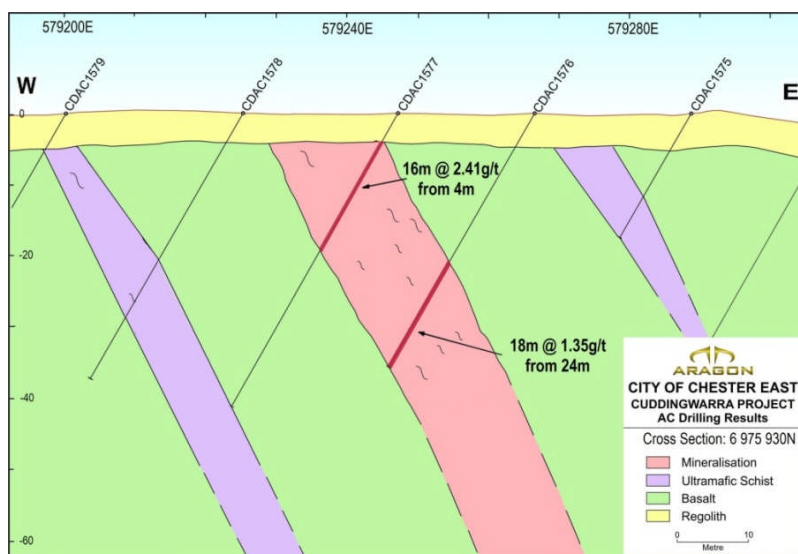 579200E
579240E
579280E
W
E
CDAC1579
CDAC1578
CDAC1577
CDAC1576
CDAC1575
0
-20
-40
-60
16m @ 2.41g/t
from 4m
18m @ 1.35g/t
from 24m
ARAGON
CITY OF CHESTER EAST
CUDDINGWARRA PROJECT
AC Drilling Results
Cross Section: 6 975 930N
Mineralisation
Ultramafic Schist
Basalt
Regolith
0 10
Metre